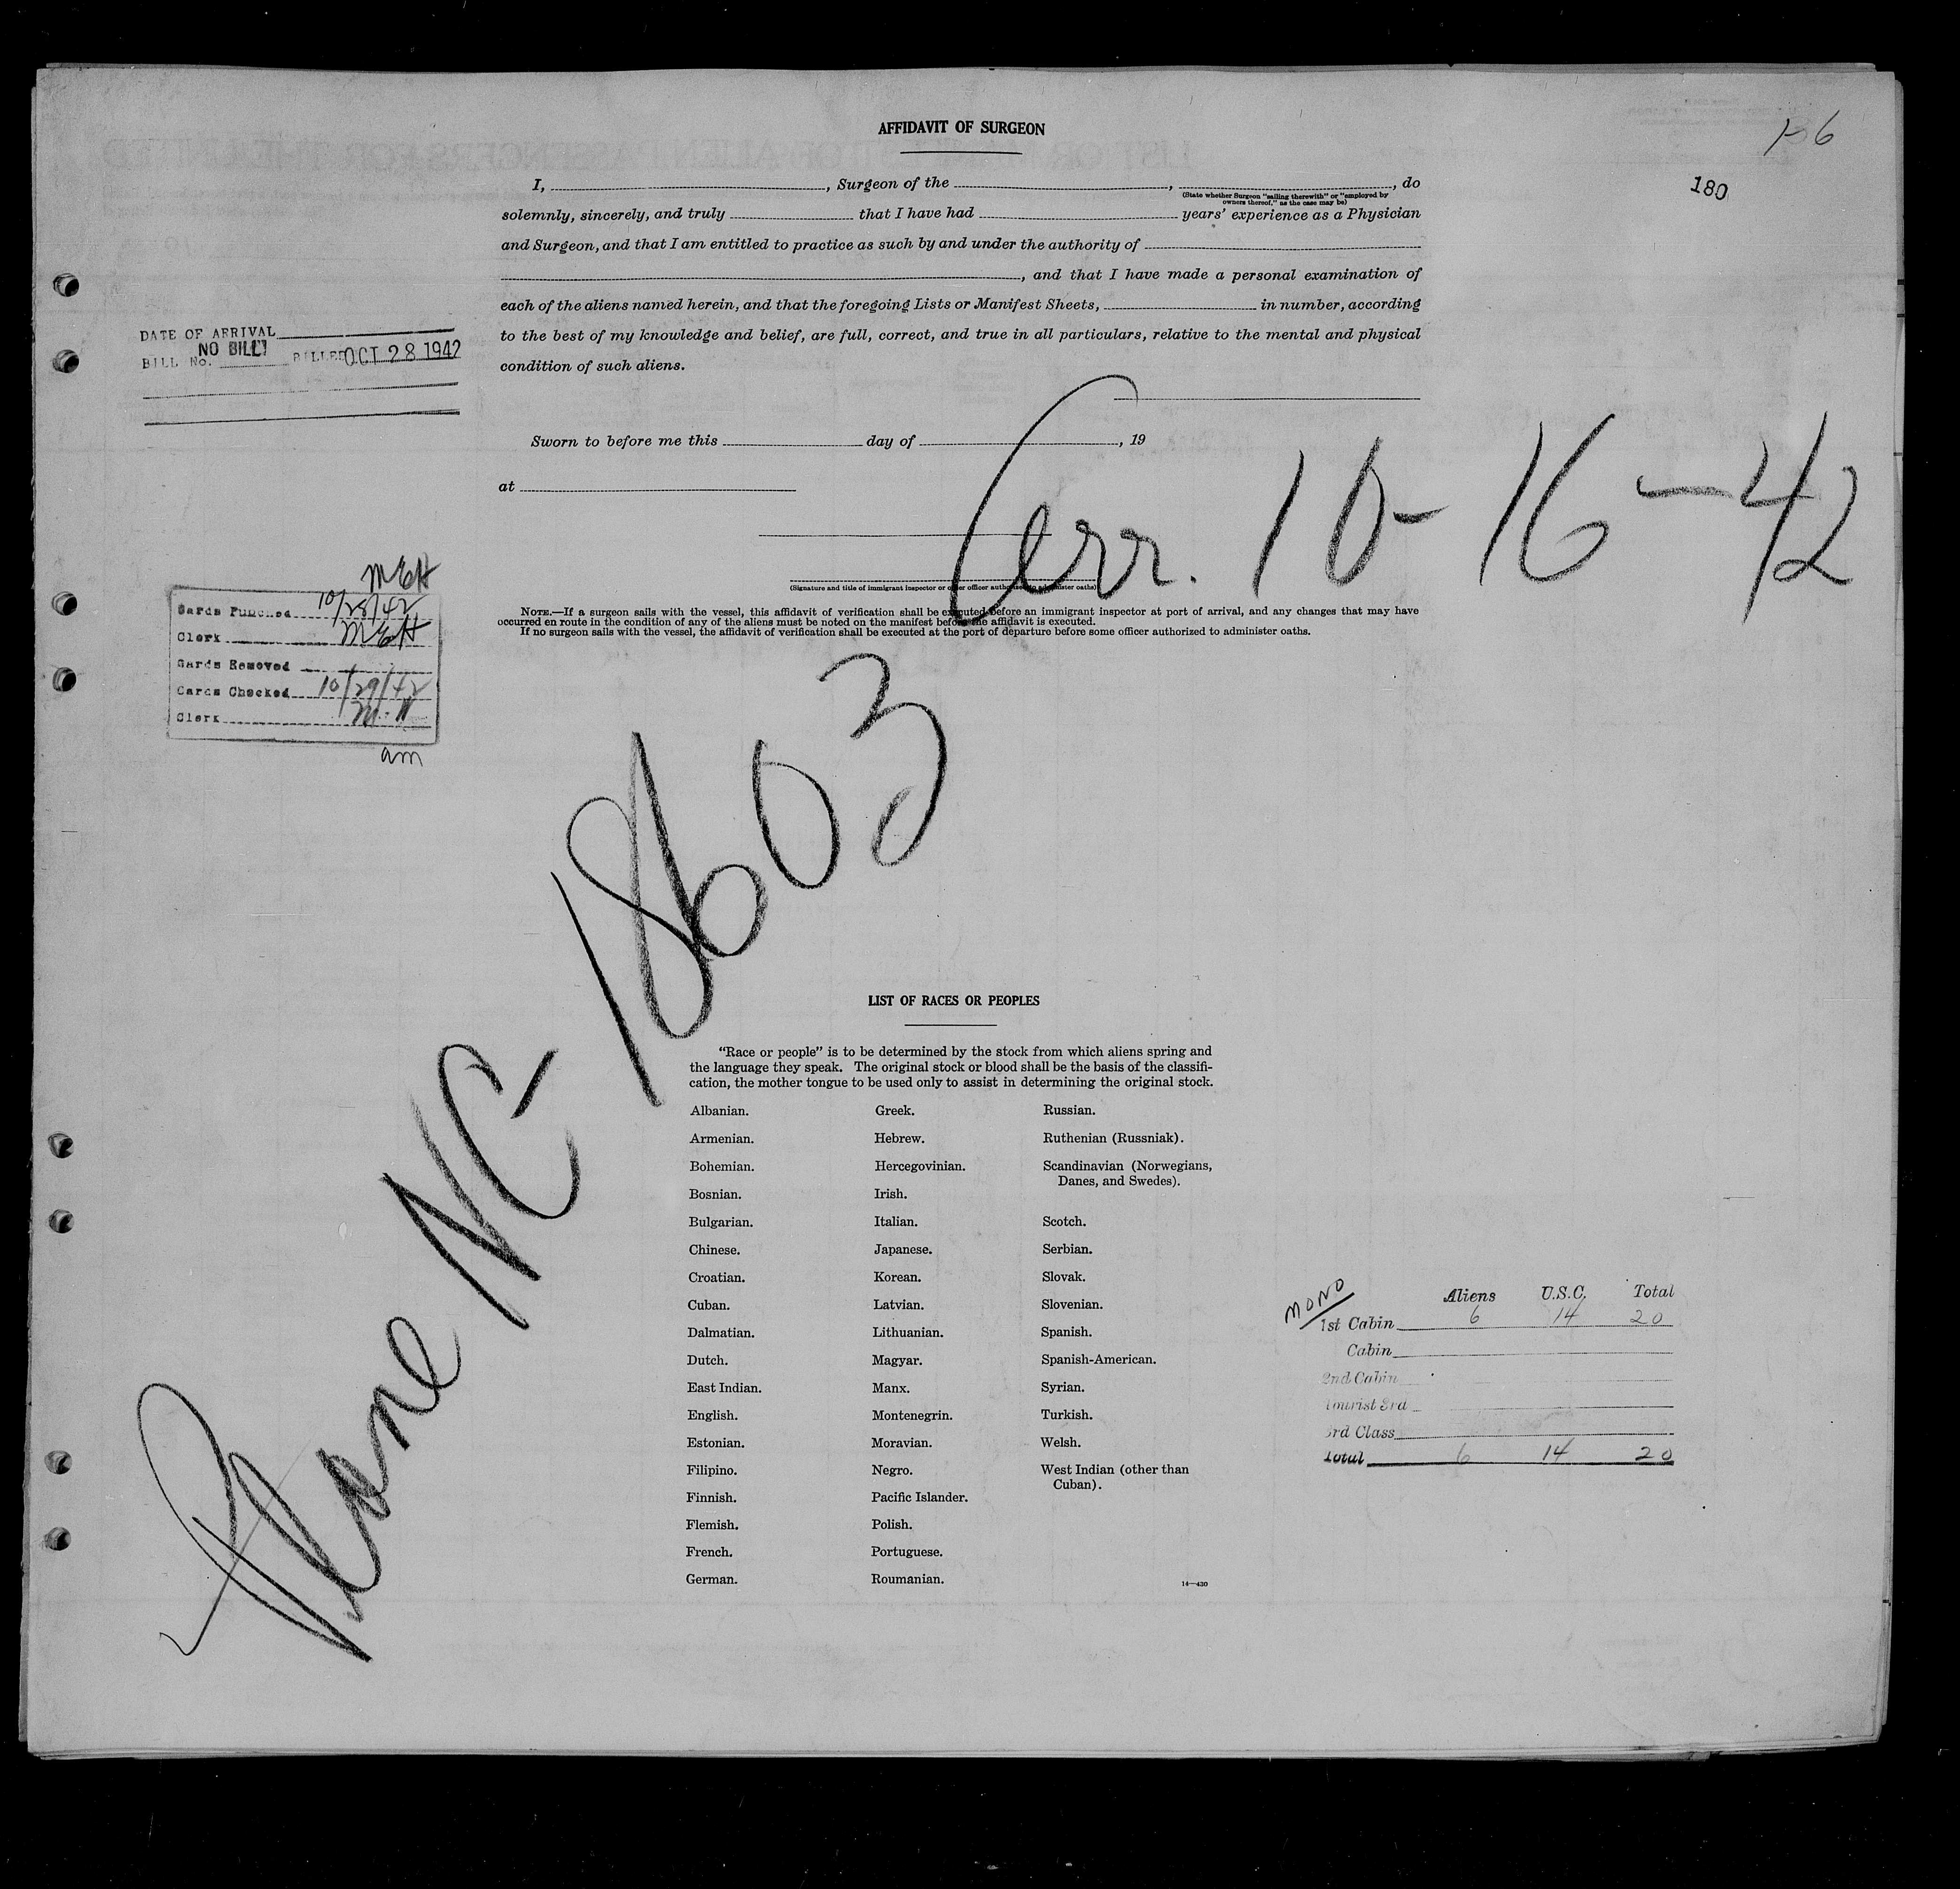 AFFIDAVIT OF SURGEON
1-6
180
I, , Surgeon of the , , do
(State whether Surgeon "sailing therewith" or "employed by
owners thereof," as the case may be)
solemnly, sincerely, and truly that I have had years' experience as a Physician
and Surgeon, and that I am entitled to practice as such by and under the authority of
, and that I have made a personal examination of
each of the aliens named herein, and that the foregoing Lists or Manifest Sheets, in number, according
to the best of my knowledge and belief, are full, correct, and true in all particulars, relative to the mental and physical
condition of such aliens.
DATE OF ARRIVAL
BILL No. NO BILL BILLED OCT 28 1942
Sworn to before me this day of , 19
at
Arr. 10-16-42
(Signature and title of immigrant inspector or other officer authorized to administer oaths)
NOTE.—If a surgeon sails with the vessel, this affidavit of verification shall be executed before an immigrant inspector at port of arrival, and any changes that may have
occurred en route in the condition of any of the aliens must be noted on the manifest before the affidavit is executed.
If no surgeon sails with the vessel, the affidavit of verification shall be executed at the port of departure before some officer authorized to administer oaths.
MEH
Cards Punched 10/28/42
Clerk MEH
Cards Removed
Cards Checked 10/29/42
Clerk
am
Plane NC-18603
LIST OF RACES OR PEOPLES
"Race or people" is to be determined by the stock from which aliens spring and
the language they speak. The original stock or blood shall be the basis of the classifi-
cation, the mother tongue to be used only to assist in determining the original stock.
Albanian. Greek. Russian.
Armenian. Hebrew. Ruthenian (Russniak).
Bohemian. Hercegovinian. Scandinavian (Norwegians,
Danes, and Swedes).
Bosnian. Irish.
Bulgarian. Italian. Scotch.
Chinese. Japanese. Serbian.
Croatian. Korean. Slovak.
Cuban. Latvian. Slovenian.
Dalmatian. Lithuanian. Spanish.
Dutch. Magyar. Spanish-American.
East Indian. Manx. Syrian.
English. Montenegrin. Turkish.
Estonian. Moravian. Welsh.
Filipino. Negro. West Indian (other than
Cuban).
Finnish. Pacific Islander.
Flemish. Polish.
French. Portuguese.
German. Roumanian.
14—430
MONO
Aliens U.S.C. Total
1st Cabin 6 14 20
Cabin
2nd Cabin
Tourist 3rd
3rd Class
Total 6 14 20